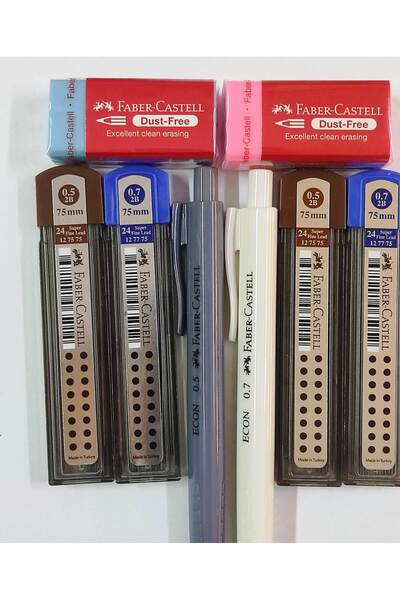 Faber-Castell
FABER-CASTELL
Dust-Free
Excellent clean erasing
Faber-Castell
FABER-CASTELL
Dust-Free
Excellent clean erasing
0.5
2B
75mm
24 Super Fine Lead
12 75 75
FABER-CASTELL
Made in Turkey
0.7
2B
75mm
24 Super Fine Lead
12 77 75
FABER-CASTELL
Made in Turkey
ECON 0.5 FABER-CASTELL
ECON 0.7 FABER-CASTELL
0.5
2B
75mm
24 Super Fine Lead
12 75 75
FABER-CASTELL
Made in Turkey
0.7
2B
75mm
24 Super Fine Lead
12 77 75
FABER-CASTELL
Made in Turkey